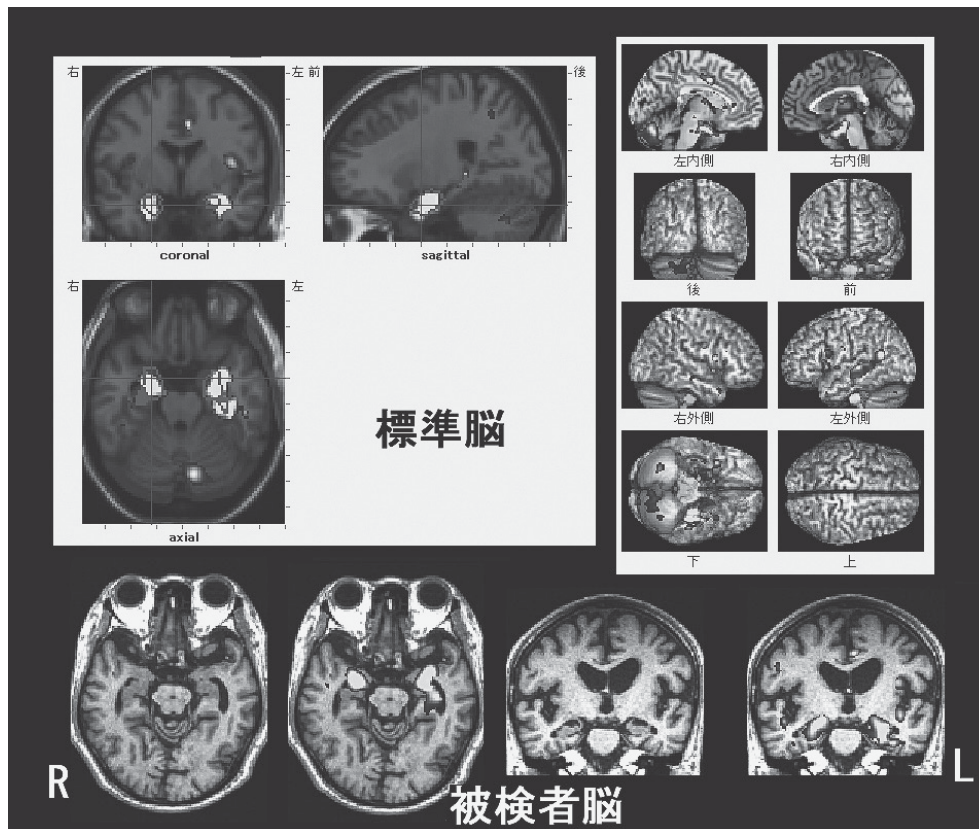 右
左
前
後
coronal
sagittal
右
左
axial
標準脳
左内側
右内側
後
前
右外側
左外側
下
上
R
L
被検者脳